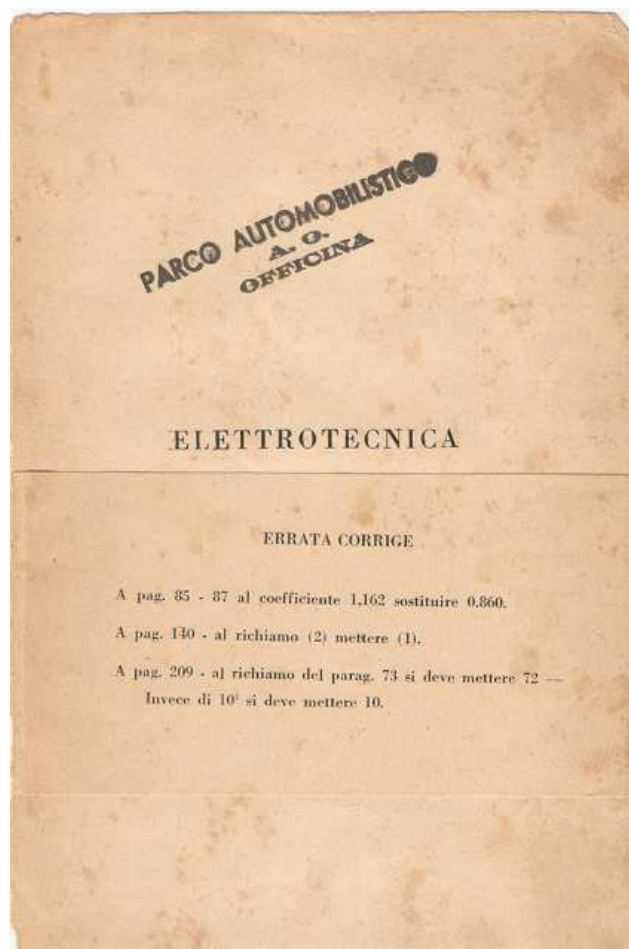 PARCO AUTOMOBILISTICO
A. O.
OFFICINA
ELETTROTECNICA
ERRATA CORRIGE
A pag. 85 - 87 al coefficiente 1,162 sostituire 0.860.
A pag. 140 - al richiamo (2) mettere (1).
A pag. 209 - al richiamo del parag. 73 si deve mettere 72 —
Invece di 10² si deve mettere 10.